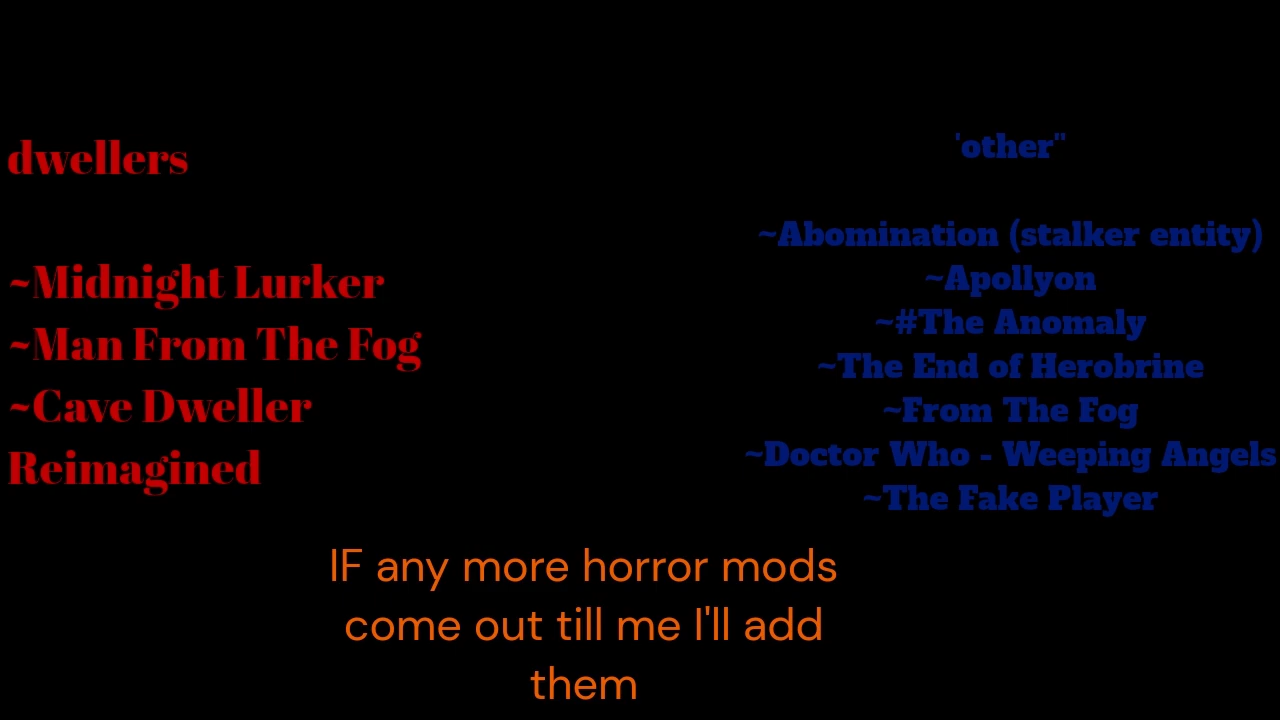 dwellers
~Midnight Lurker
~Man From The Fog
~Cave Dweller
Reimagined
'other"
~Abomination (stalker entity)
~Apollyon
~#The Anomaly
~The End of Herobrine
~From The Fog
~Doctor Who - Weeping Angels
~The Fake Player
IF any more horror mods
come out till me I'll add
them